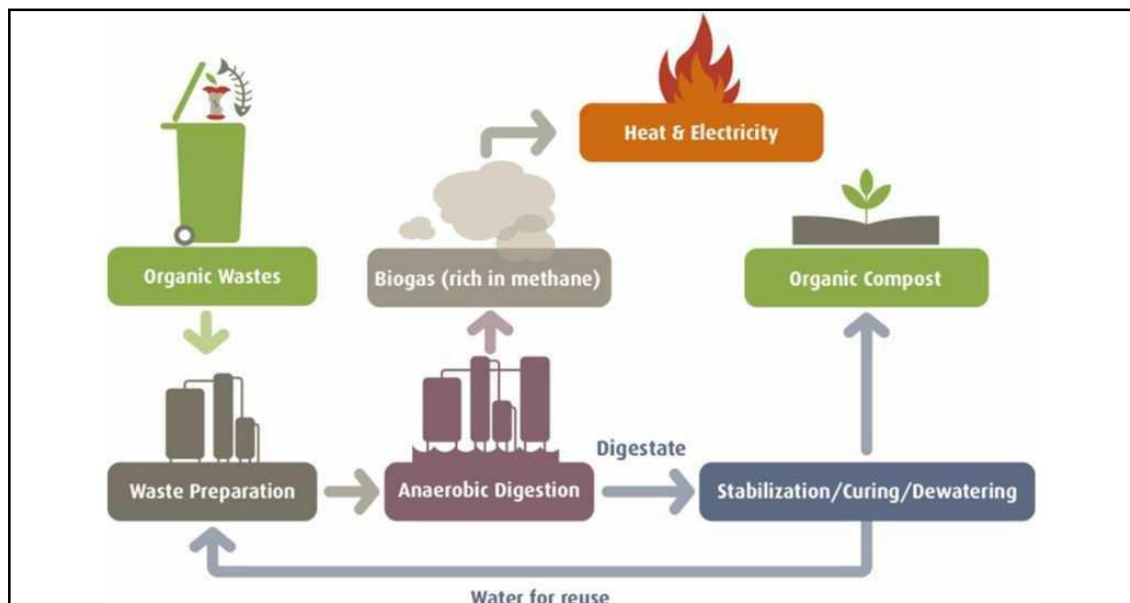 Heat & Electricity
Organic Wastes
Biogas (rich in methane)
Organic Compost
Digestate
Waste Preparation
Anaerobic Digestion
Stabilization/Curing/Dewatering
Water for reuse